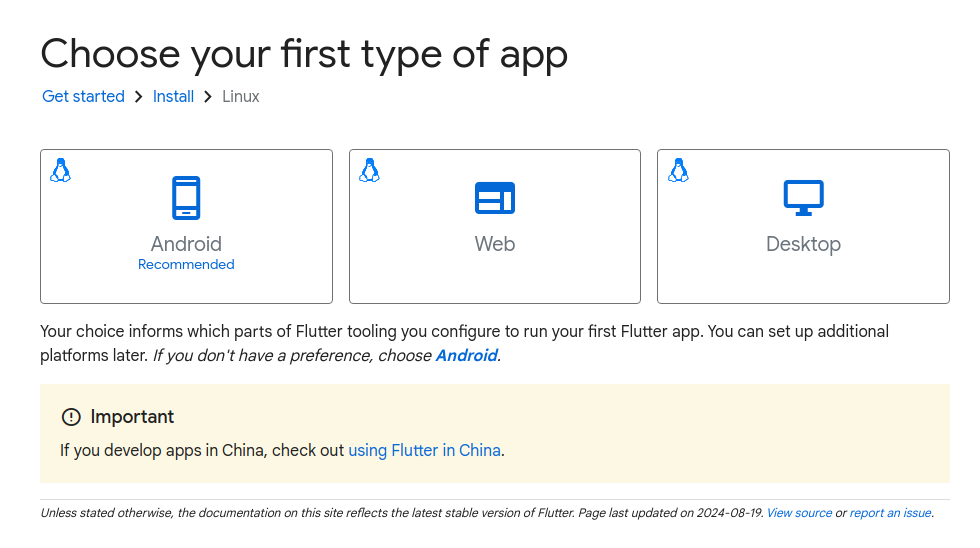 Choose your first type of app
Get started > Install > Linux
Android
Recommended
Web
Desktop
Your choice informs which parts of Flutter tooling you configure to run your first Flutter app. You can set up additional
platforms later. If you don't have a preference, choose Android.
Important
If you develop apps in China, check out using Flutter in China.
Unless stated otherwise, the documentation on this site reflects the latest stable version of Flutter. Page last updated on 2024-08-19. View source or report an issue.